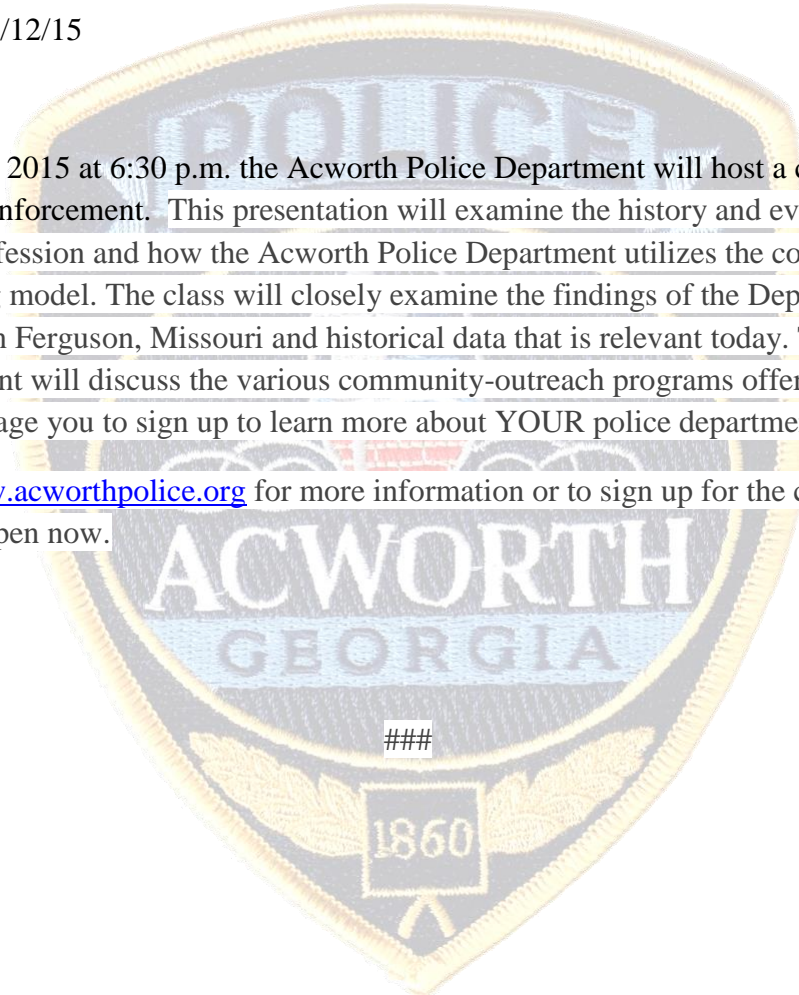 /12/15
2015 at 6:30 p.m. the Acworth Police Department will host a
nforcement. This presentation will examine the history and ev
fession and how the Acworth Police Department utilizes the co
g model. The class will closely examine the findings of the Dep
n Ferguson, Missouri and historical data that is relevant today.
nt will discuss the various community-outreach programs offer
age you to sign up to learn more about YOUR police departme
.acworthpolice.org for more information or to sign up for the
pen now.
POLICE
ACWORTH
GEORGIA
###
1860